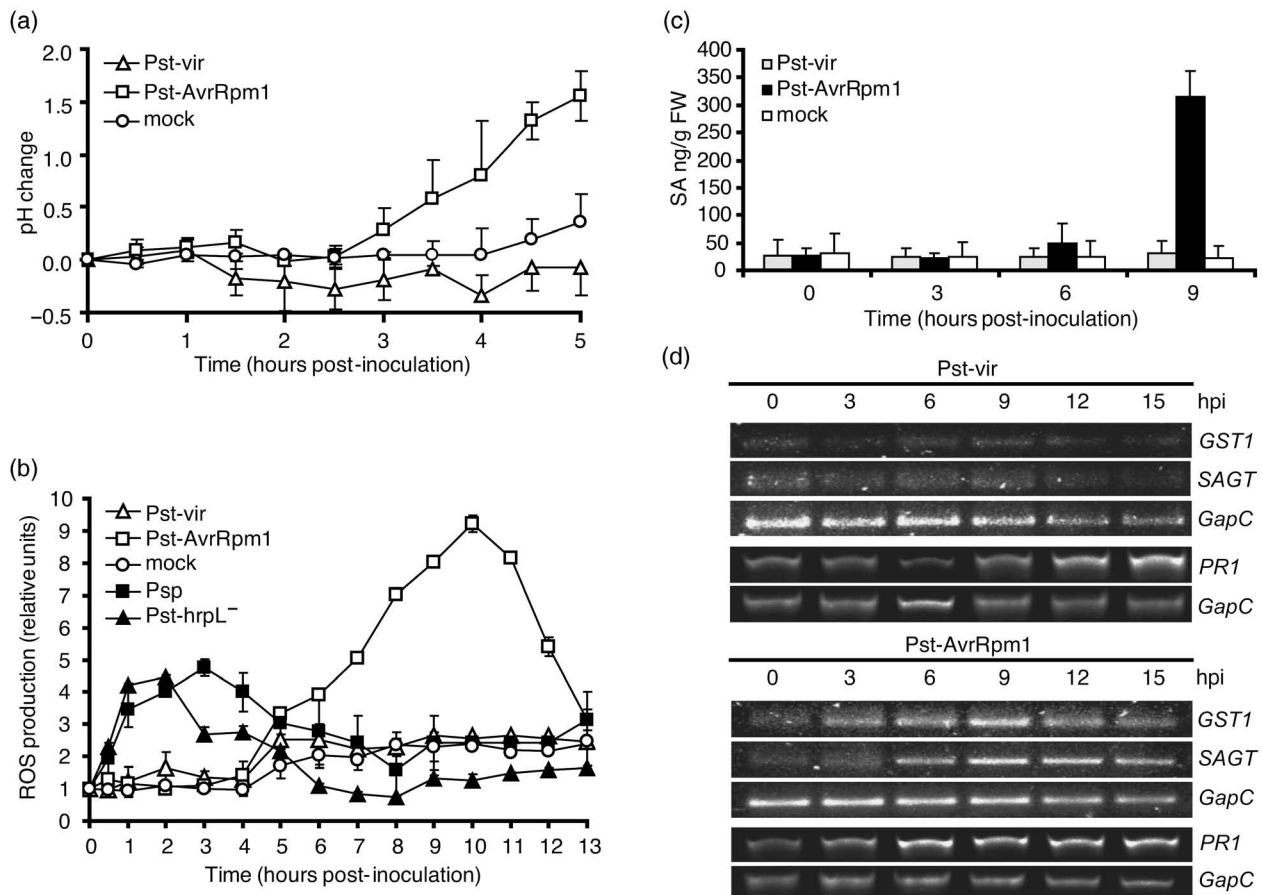 (a)
2.0
1.5
1.0
0.5
0.0
−0.5
pH change
Pst-vir
Pst-AvrRpm1
mock
0 1 2 3 4 5
Time (hours post-inoculation)
(b)
10
9
8
7
6
5
4
3
2
1
0
ROS production (relative units)
Pst-vir
Pst-AvrRpm1
mock
Psp
Pst-hrpL⁻
0 1 2 3 4 5 6 7 8 9 10 11 12 13
Time (hours post-inoculation)
(c)
400
350
300
250
200
150
100
50
0
SA ng/g FW
Pst-vir
Pst-AvrRpm1
mock
0 3 6 9
Time (hours post-inoculation)
(d)
Pst-vir
0 3 6 9 12 15 hpi
GST1
SAGT
GapC
PR1
GapC
Pst-AvrRpm1
0 3 6 9 12 15 hpi
GST1
SAGT
GapC
PR1
GapC